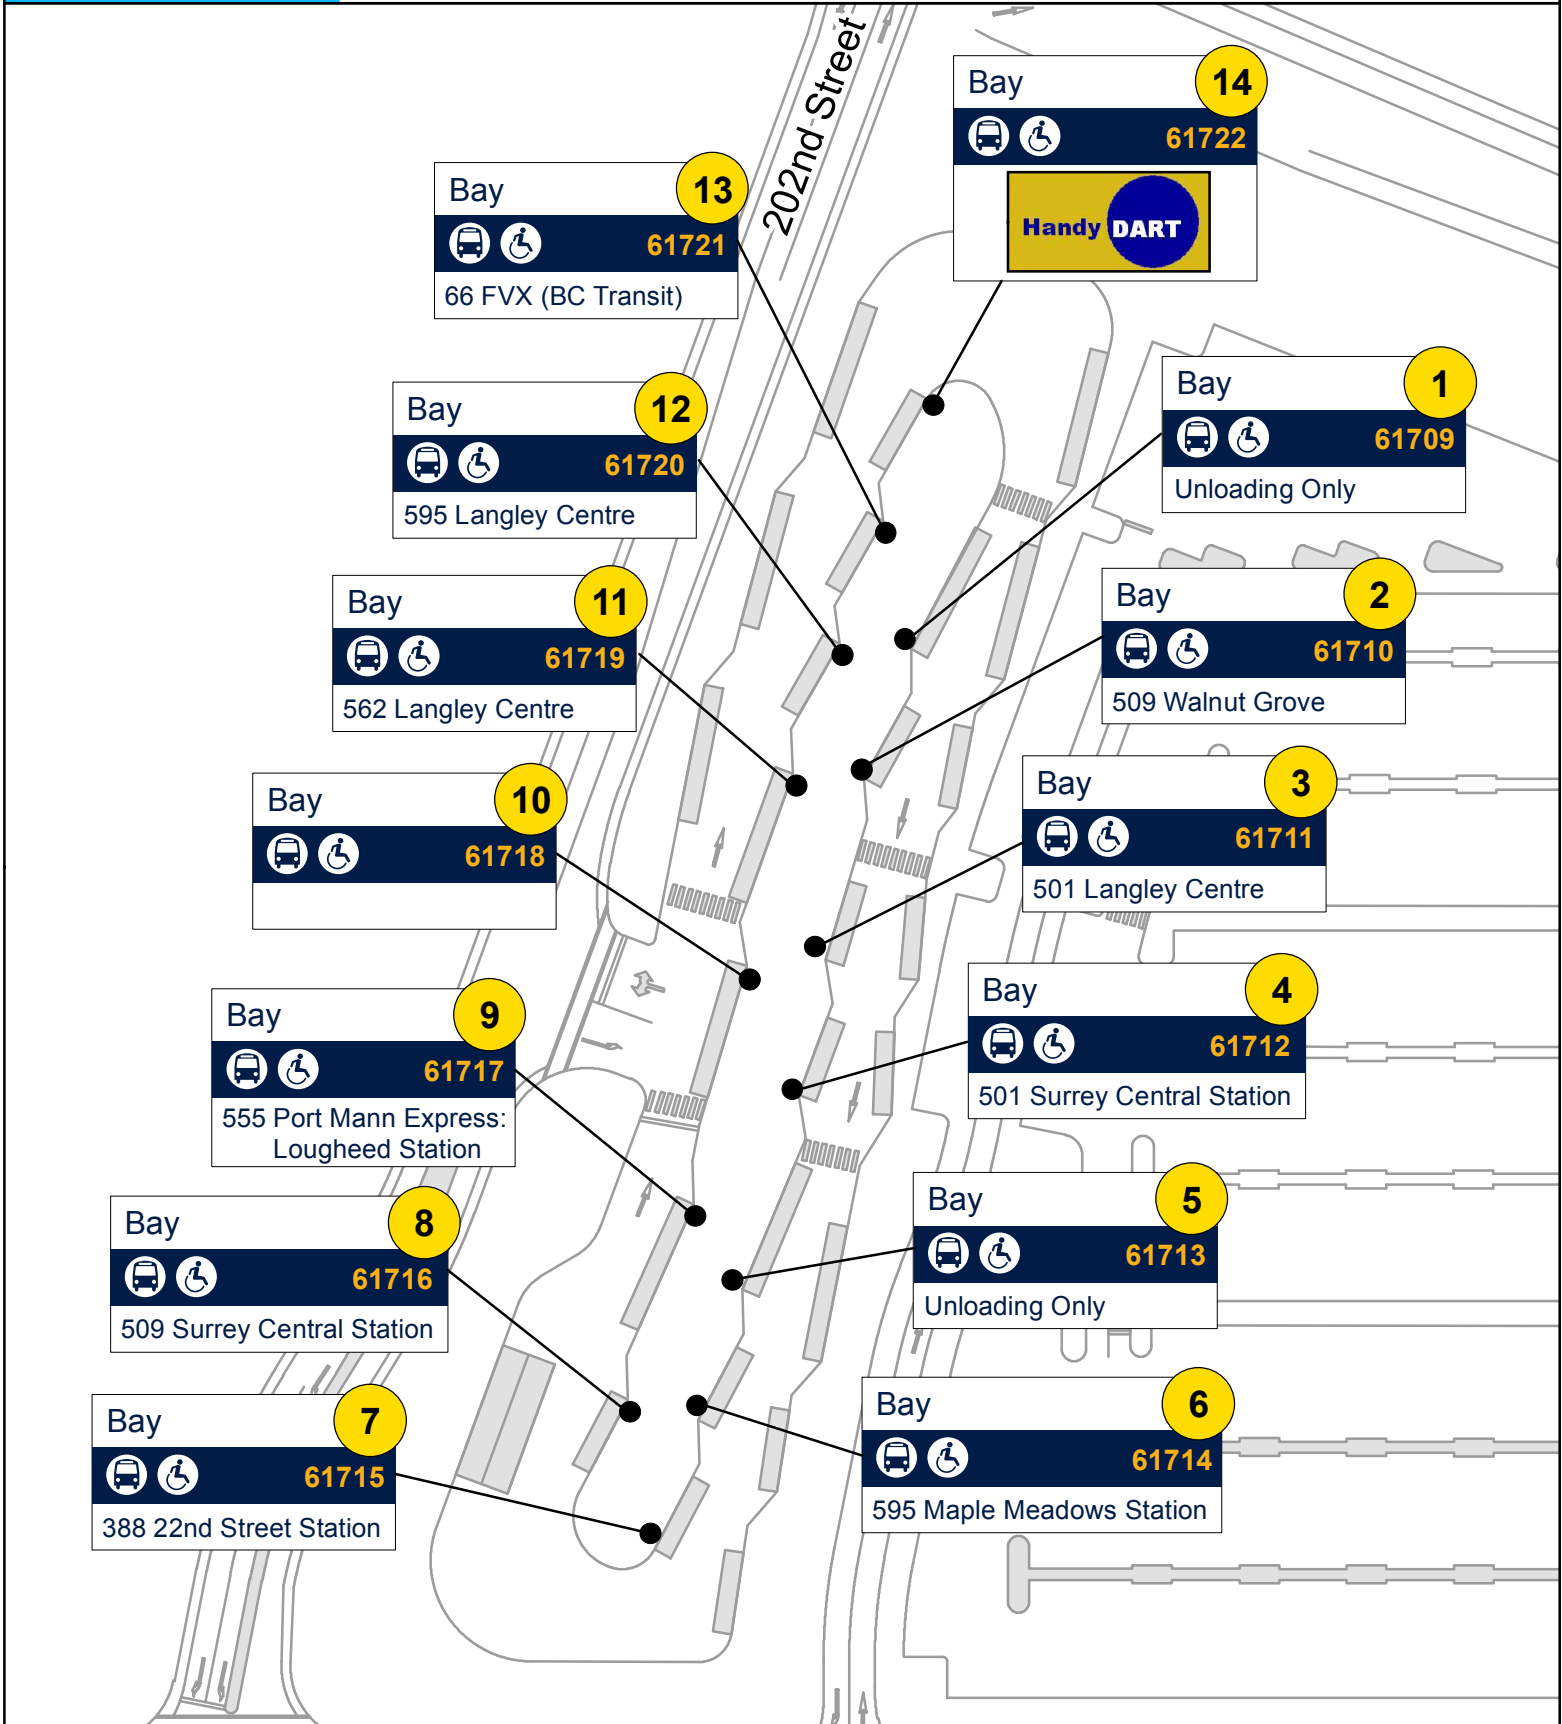 202nd Street
Bay 14
61722
Handy DART
Bay 13
61721
66 FVX (BC Transit)
Bay 1
61709
Unloading Only
Bay 12
61720
595 Langley Centre
Bay 2
61710
509 Walnut Grove
Bay 11
61719
562 Langley Centre
Bay 3
61711
501 Langley Centre
Bay 10
61718
Bay 4
61712
501 Surrey Central Station
Bay 9
61717
555 Port Mann Express:
Lougheed Station
Bay 5
61713
Unloading Only
Bay 8
61716
509 Surrey Central Station
Bay 6
61714
595 Maple Meadows Station
Bay 7
61715
388 22nd Street Station